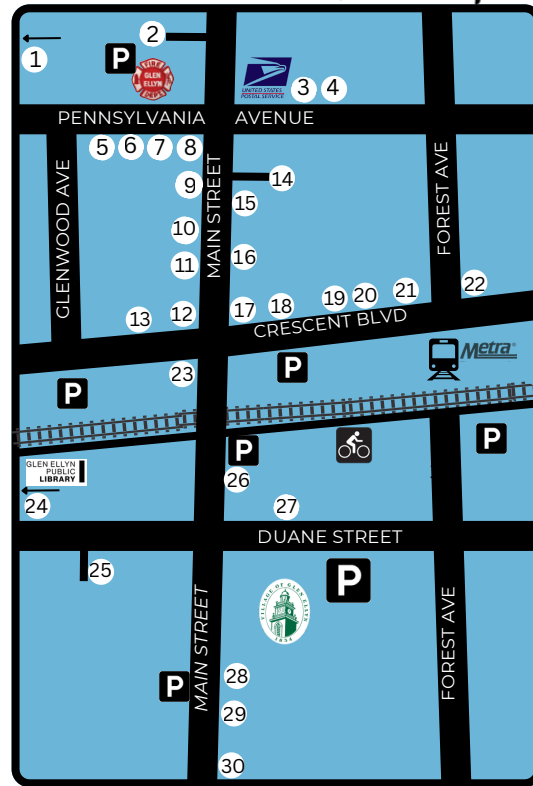 1
2
P
FIRE
GLEN
ELLYN
DEPT
UNITED STATES
POSTAL SERVICE
3
4
PENNSYLVANIA AVENUE
5
6
7
8
GLENWOOD AVE
MAIN STREET
FOREST AVE
9
14
15
10
11
16
13
12
17
18
19
20
21
22
CRESCENT BLVD
23
P
P
Metra
GLEN ELLYN
PUBLIC
LIBRARY
P
P
24
26
27
DUANE STREET
25
MAIN STREET
P
VILLAGE OF GLEN ELLYN
1834
FOREST AVE
P
28
29
30